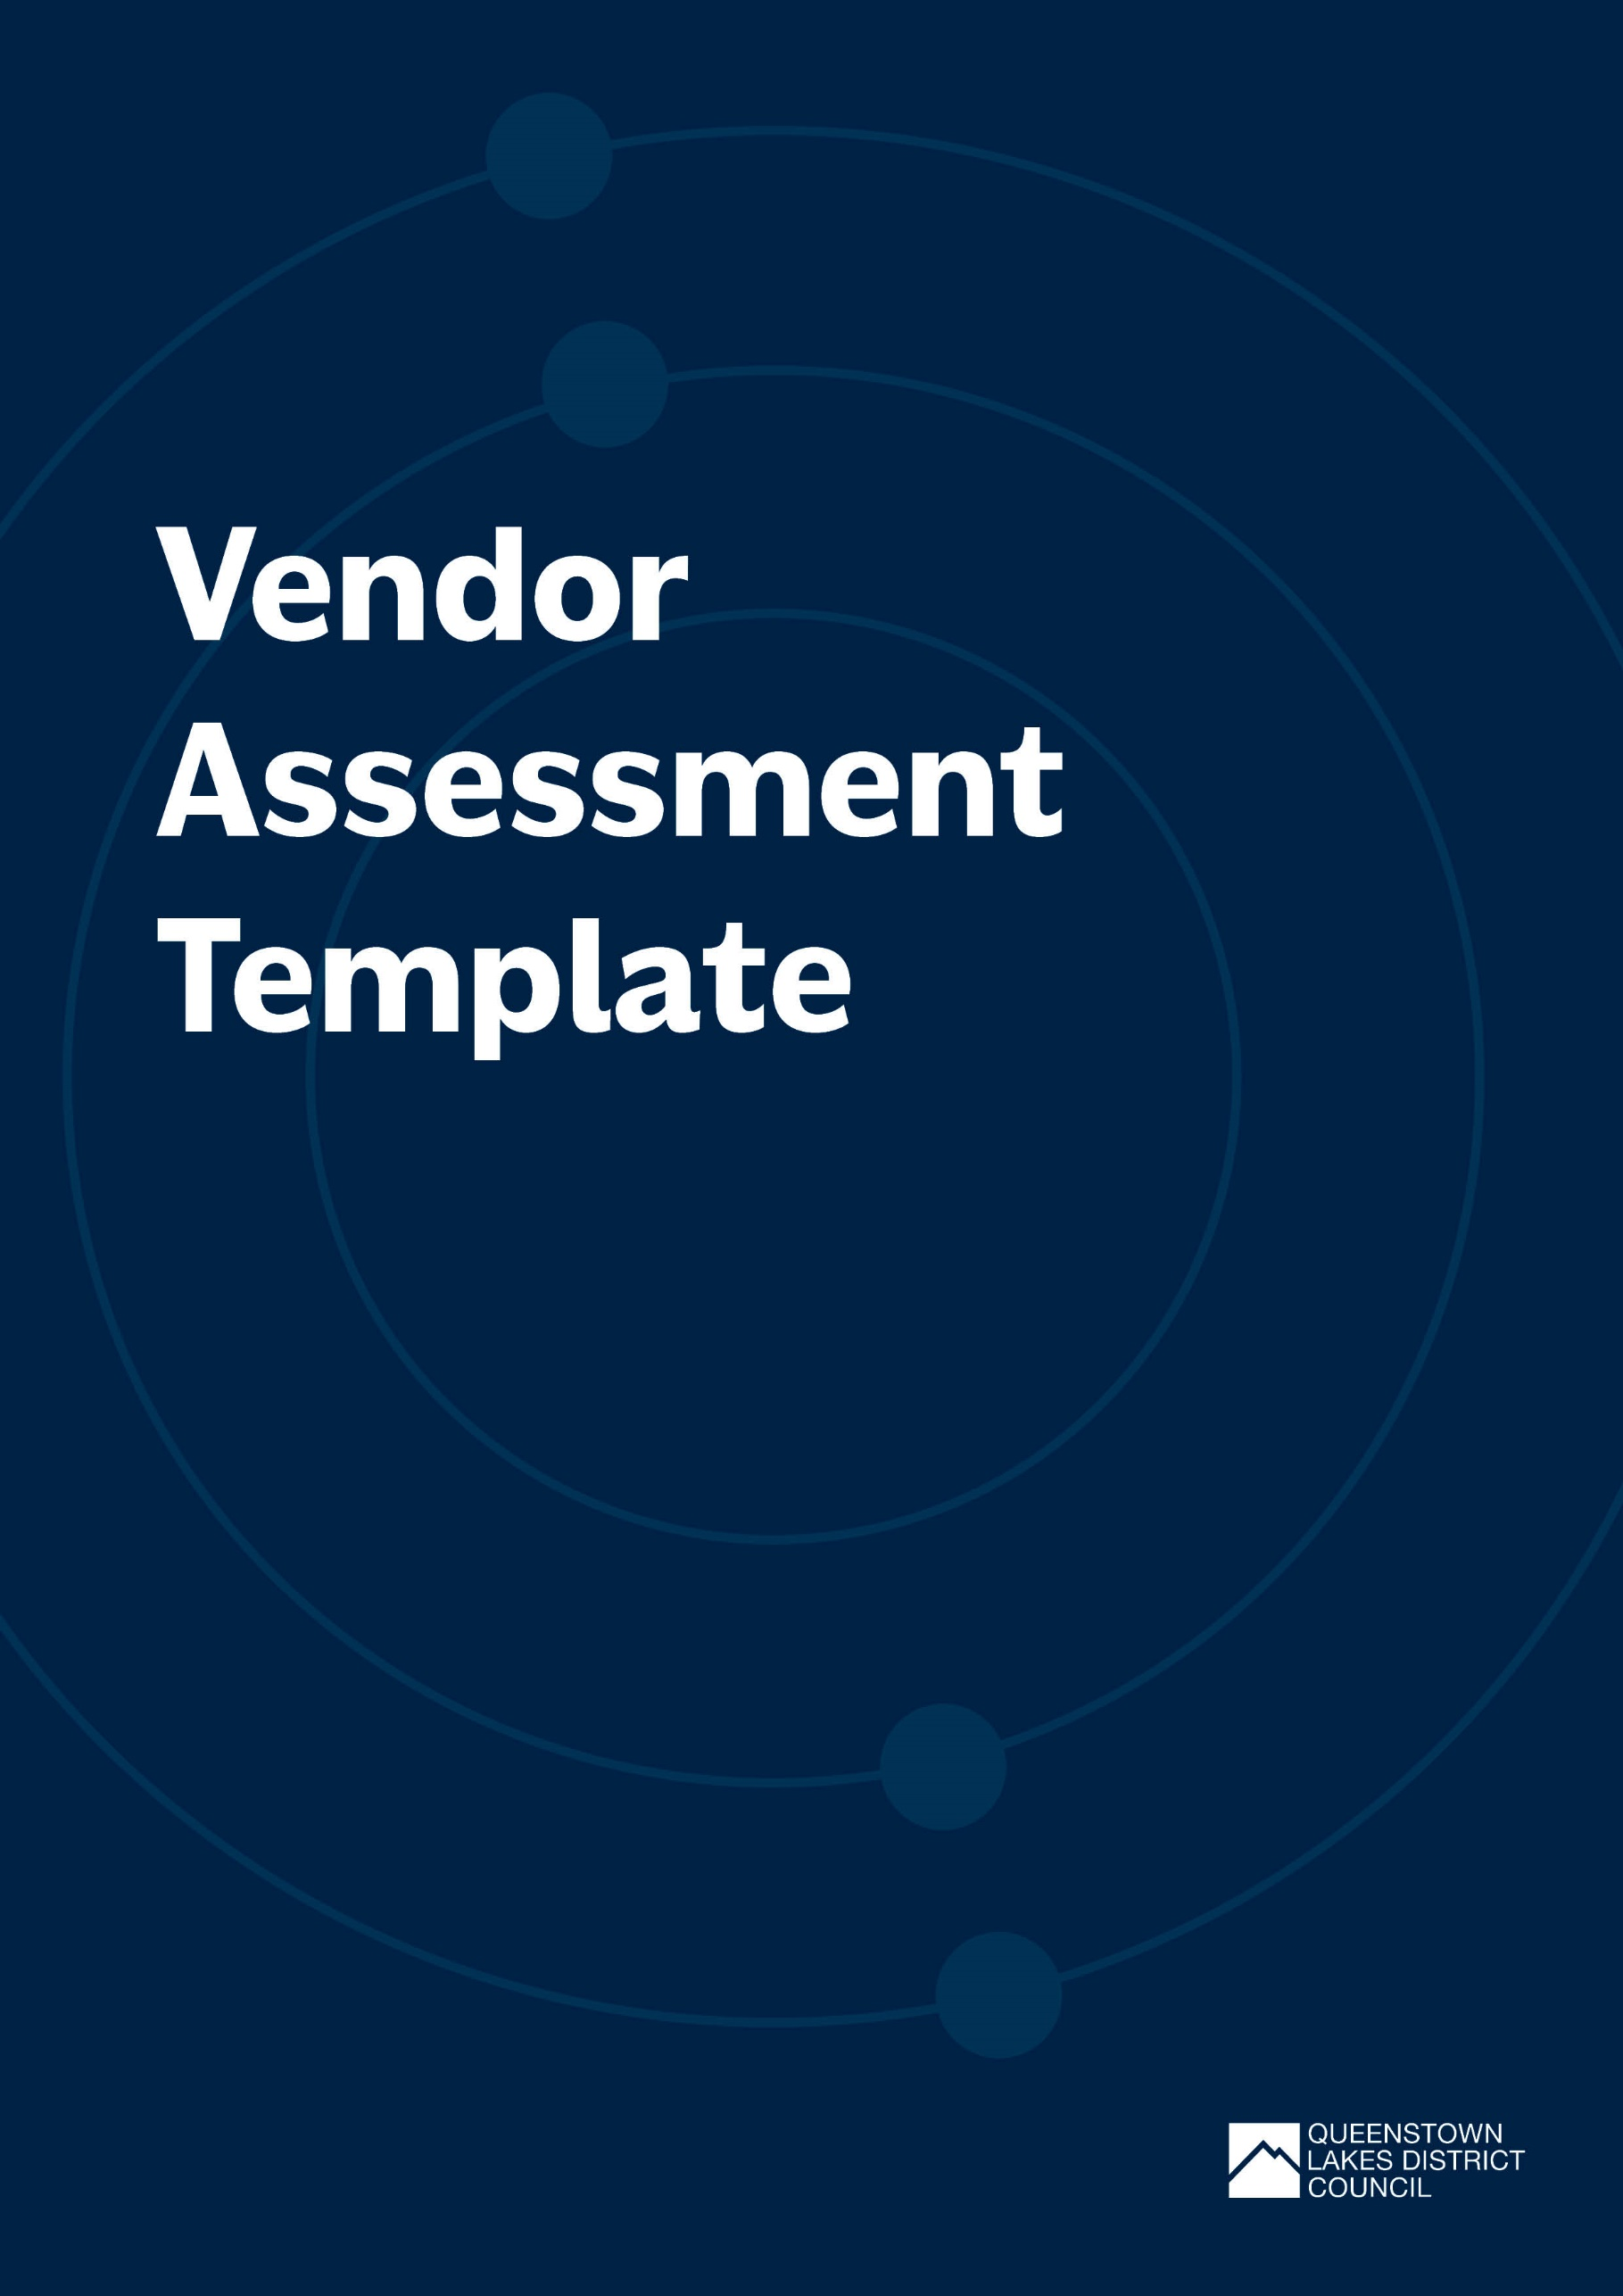 Vendor
Assessment
Template
QUEENSTOWN
LAKES DISTRICT
COUNCIL